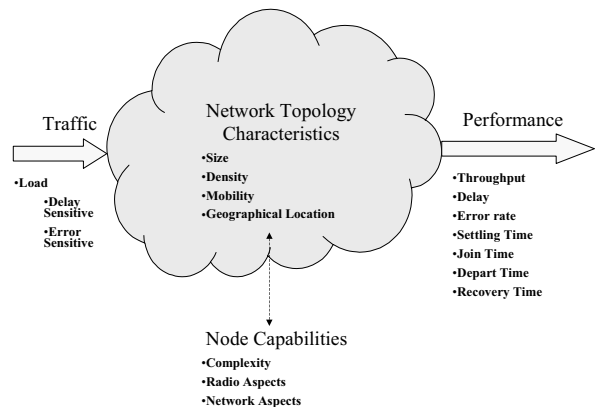 Traffic
•Load
•Delay
Sensitive
•Error
Sensitive
Network Topology
Characteristics
•Size
•Density
•Mobility
•Geographical Location
Performance
•Throughput
•Delay
•Error rate
•Settling Time
•Join Time
•Depart Time
•Recovery Time
Node Capabilities
•Complexity
•Radio Aspects
•Network Aspects